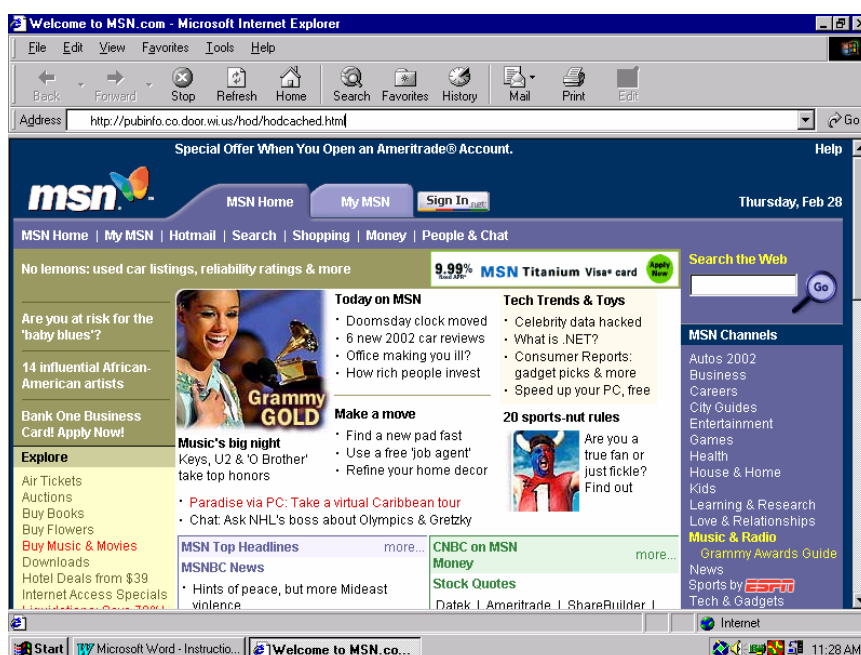 Welcome to MSN.com - Microsoft Internet Explorer
File Edit View Favorites Tools Help
Back Forward Stop Refresh Home Search Favorites History Mail Print Edit
Address http://pubinfo.co.door.wi.us/hod/hodcached.html Go
Special Offer When You Open an Ameritrade® Account. Help
msn MSN Home My MSN Sign In .net Thursday, Feb 28
MSN Home | My MSN | Hotmail | Search | Shopping | Money | People & Chat
No lemons: used car listings, reliability ratings & more
9.99% MSN Titanium Visa® card Apply Now
Are you at risk for the
'baby blues'?
14 influential African-
American artists
Bank One Business
Card! Apply Now!
Explore
Air Tickets
Auctions
Buy Books
Buy Flowers
Buy Music & Movies
Downloads
Hotel Deals from $39
Internet Access Specials
Grammy
GOLD
Music's big night
Keys, U2 & 'O Brother'
take top honors
Today on MSN
· Doomsday clock moved
· 6 new 2002 car reviews
· Office making you ill?
· How rich people invest
Make a move
· Find a new pad fast
· Use a free 'job agent'
· Refine your home decor
Tech Trends & Toys
· Celebrity data hacked
· What is .NET?
· Consumer Reports:
gadget picks & more
· Speed up your PC, free
20 sports-nut rules
Are you a
true fan or
just fickle?
Find out
· Paradise via PC: Take a virtual Caribbean tour
· Chat: Ask NHL's boss about Olympics & Gretzky
MSN Top Headlines more...
MSNBC News
· Hints of peace, but more Mideast
violence
CNBC on MSN
Money more...
Stock Quotes
Datek | Ameritrade | ShareBuilder |
Search the Web
Go
MSN Channels
Autos 2002
Business
Careers
City Guides
Entertainment
Games
Health
House & Home
Kids
Learning & Research
Love & Relationships
Music & Radio
Grammy Awards Guide
News
Sports by ESPN
Tech & Gadgets
Internet
Start Microsoft Word - Instructio... Welcome to MSN.co... 11:28 AM